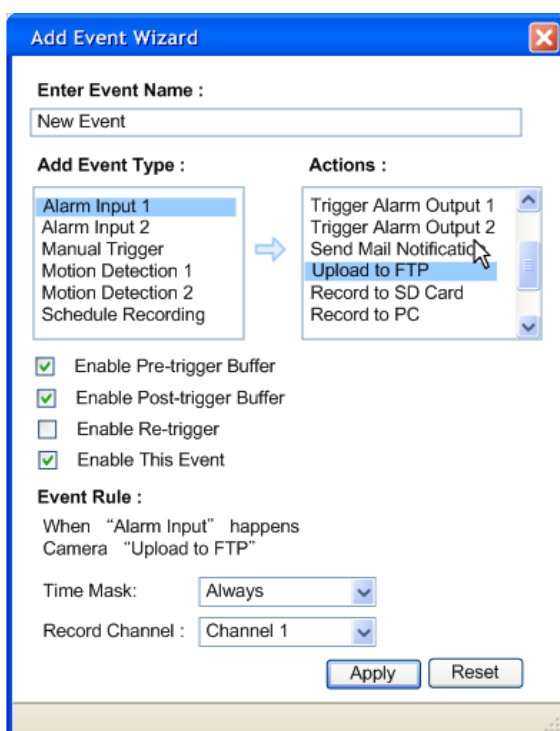 Add Event Wizard
Enter Event Name :
New Event
Add Event Type :
Actions :
Alarm Input 1
Alarm Input 2
Manual Trigger
Motion Detection 1
Motion Detection 2
Schedule Recording
Trigger Alarm Output 1
Trigger Alarm Output 2
Send Mail Notification
Upload to FTP
Record to SD Card
Record to PC
Enable Pre-trigger Buffer
Enable Post-trigger Buffer
Enable Re-trigger
Enable This Event
Event Rule :
When “Alarm Input” happens
Camera “Upload to FTP”
Time Mask: Always
Record Channel : Channel 1
Apply Reset